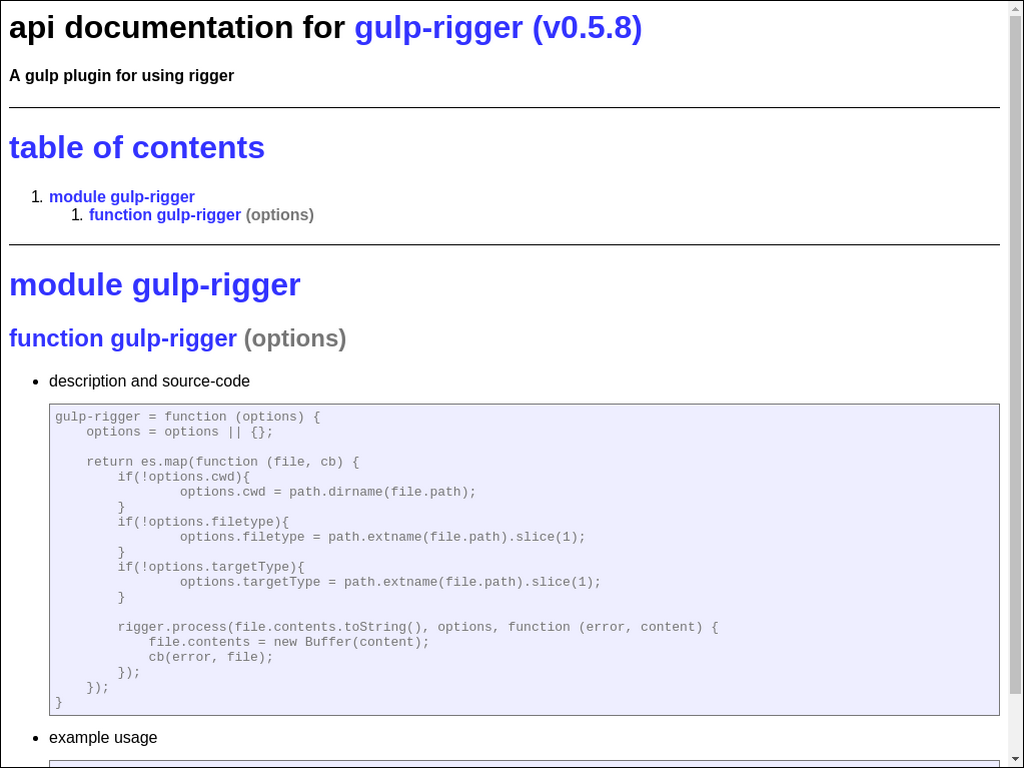 api documentation for gulp-rigger (v0.5.8)
A gulp plugin for using rigger
table of contents
1. module gulp-rigger
1. function gulp-rigger (options)
module gulp-rigger
function gulp-rigger (options)
• description and source-code
gulp-rigger = function (options) {
    options = options || {};

    return es.map(function (file, cb) {
        if(!options.cwd){
                options.cwd = path.dirname(file.path);
        }
        if(!options.filetype){
                options.filetype = path.extname(file.path).slice(1);
        }
        if(!options.targetType){
                options.targetType = path.extname(file.path).slice(1);
        }

        rigger.process(file.contents.toString(), options, function (error, content) {
            file.contents = new Buffer(content);
            cb(error, file);
        });
    });
}
• example usage